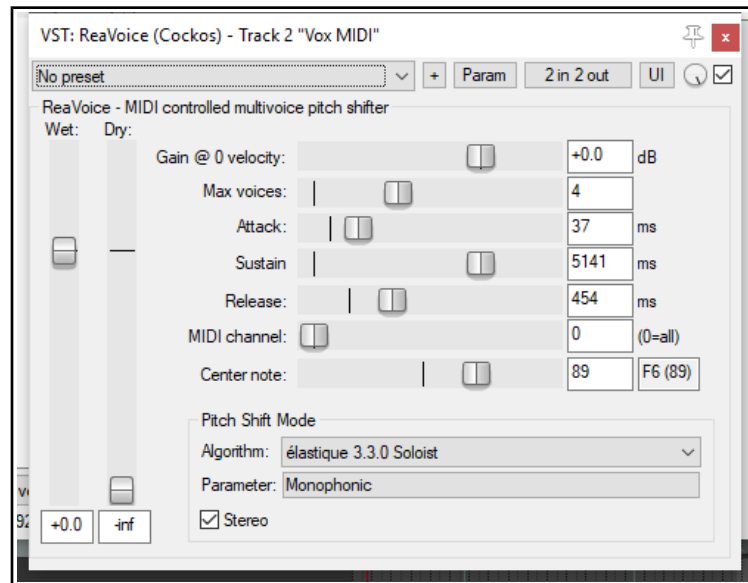 VST: ReaVoice (Cockos) - Track 2 "Vox MIDI"
No preset + Param 2 in 2 out UI
ReaVoice - MIDI controlled multivoice pitch shifter
Wet: Dry:
Gain @ 0 velocity: +0.0 dB
Max voices: 4
Attack: 37 ms
Sustain 5141 ms
Release: 454 ms
MIDI channel: 0 (0=all)
Center note: 89 F6 (89)
Pitch Shift Mode
Algorithm: élastique 3.3.0 Soloist
Parameter: Monophonic
Stereo
+0.0 -inf